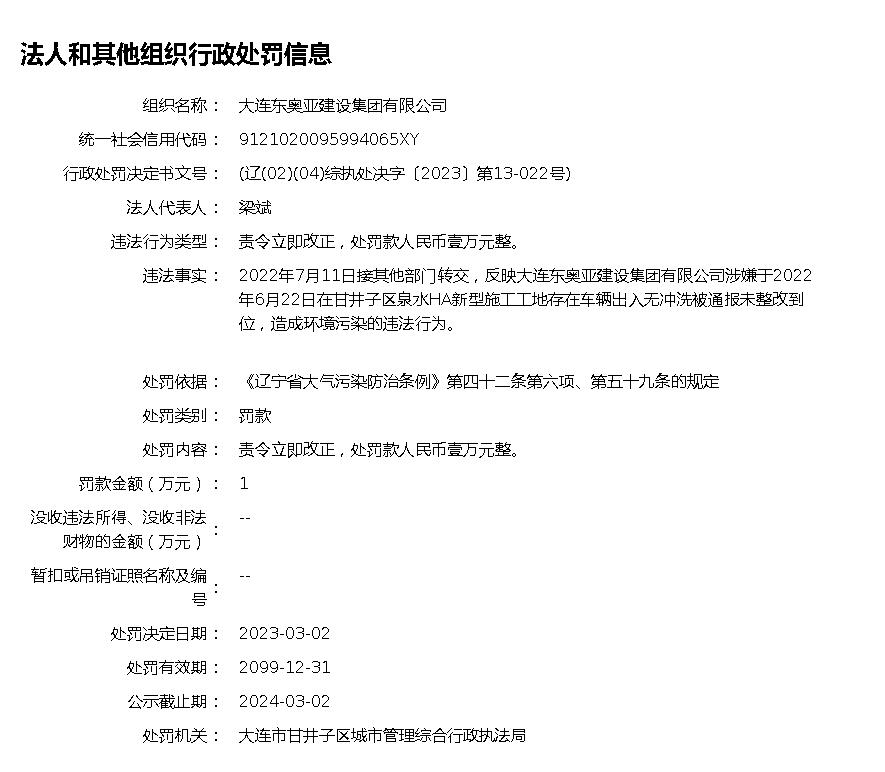 法人和其他组织行政处罚信息
组织名称： 大连东奥亚建设集团有限公司
统一社会信用代码： 9121020095994065XY
行政处罚决定书文号： (辽(02)(04)综执处决字〔2023〕第13-022号)
法人代表人： 梁斌
违法行为类型： 责令立即改正，处罚款人民币壹万元整。
违法事实： 2022年7月11日接其他部门转交，反映大连东奥亚建设集团有限公司涉嫌于2022
年6月22日在甘井子区泉水HA新型施工工地存在车辆出入无冲洗被通报未整改到
位，造成环境污染的违法行为。
处罚依据： 《辽宁省大气污染防治条例》第四十二条第六项、第五十九条的规定
处罚类别： 罚款
处罚内容： 责令立即改正，处罚款人民币壹万元整。
罚款金额（万元）： 1
没收违法所得、没收非法
财物的金额（万元）： --
暂扣或吊销证照名称及编
号： --
处罚决定日期： 2023-03-02
处罚有效期： 2099-12-31
公示截止期： 2024-03-02
处罚机关： 大连市甘井子区城市管理综合行政执法局